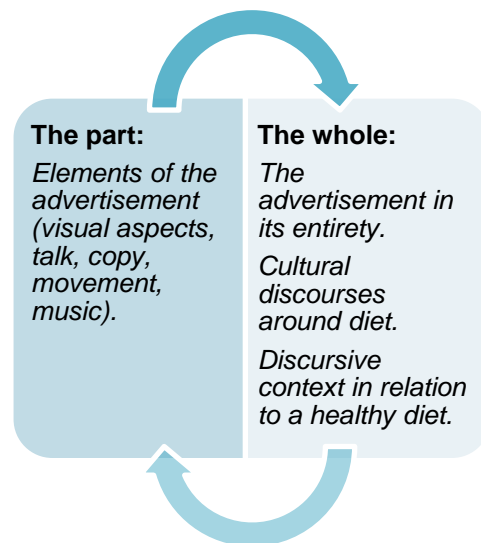 The part:
Elements of the
advertisement
(visual aspects,
talk, copy,
movement,
music).
The whole:
The
advertisement in
its entirety.
Cultural
discourses
around diet.
Discursive
context in relation
to a healthy diet.